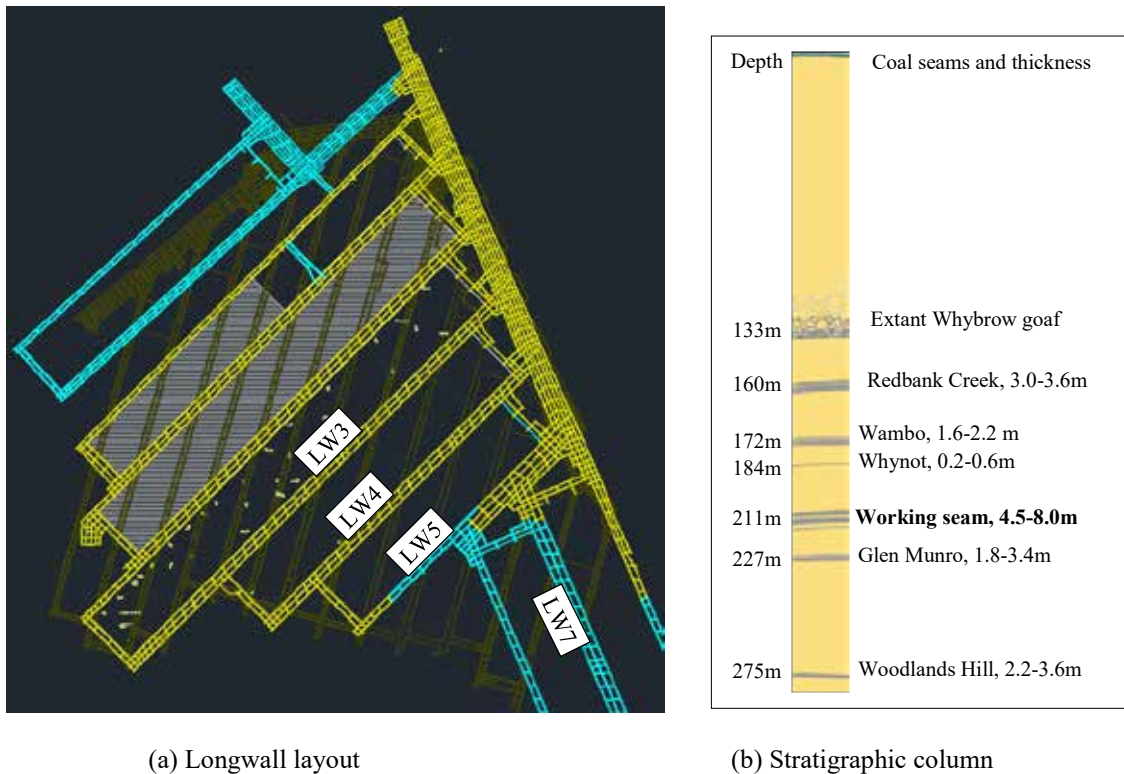 LW3
LW4
LW5
LW7
Depth Coal seams and thickness
Extant Whybrow goaf
133m
160m Redbank Creek, 3.0-3.6m
172m Wambo, 1.6-2.2 m
184m Whynot, 0.2-0.6m
211m Working seam, 4.5-8.0m
227m Glen Munro, 1.8-3.4m
275m Woodlands Hill, 2.2-3.6m
(a) Longwall layout
(b) Stratigraphic column